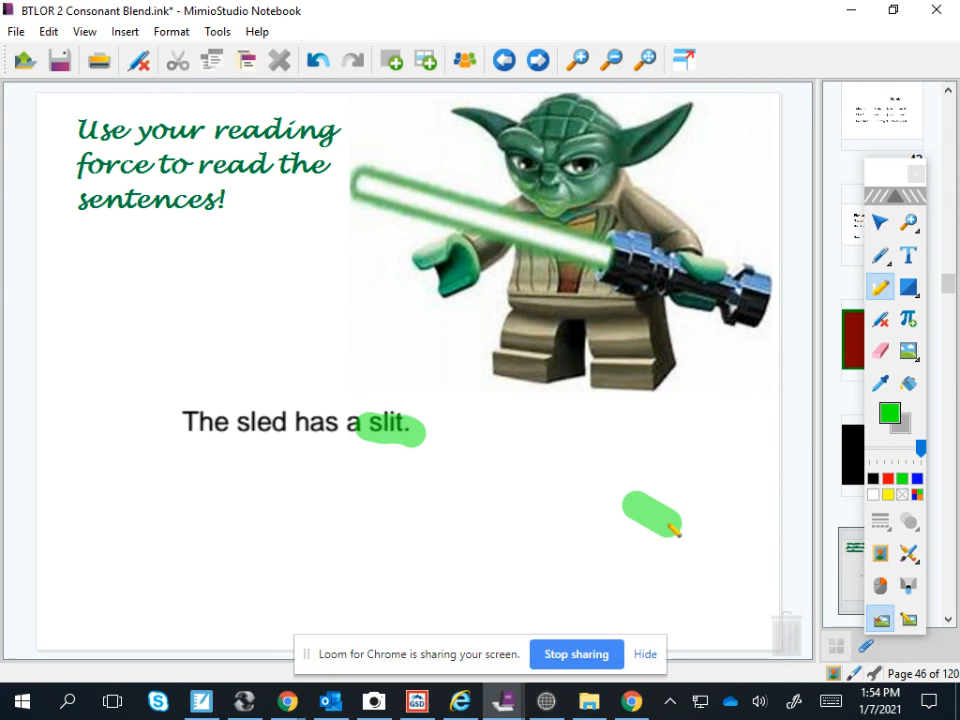 BTLOR 2 Consonant Blend.ink* - MimioStudio Notebook
File Edit View Insert Format Tools Help
Use your reading
force to read the
sentences!
The sled has a slit.
Loom for Chrome is sharing your screen. Stop sharing Hide
Page 46 of 120
GSD
1:54 PM
1/7/2021